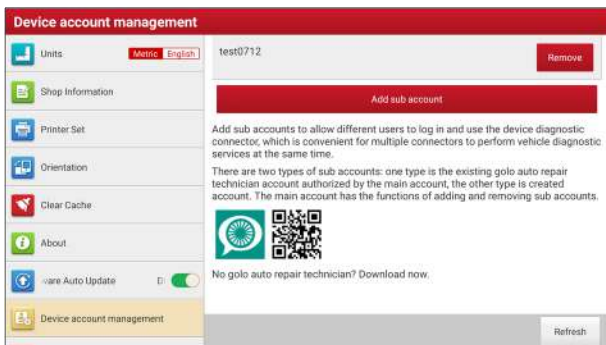 Device account management
Units
Metric English
Shop Information
Printer Set
Orientation
Clear Cache
About
ware Auto Update
Device account management
test0712
Remove
Add sub account
Add sub accounts to allow different users to log in and use the device diagnostic
connector, which is convenient for multiple connectors to perform vehicle diagnostic
services at the same time.
There are two types of sub accounts: one type is the existing golo auto repair
technician account authorized by the main account, the other type is created
account. The main account has the functions of adding and removing sub accounts.
No golo auto repair technician? Download now.
Refresh